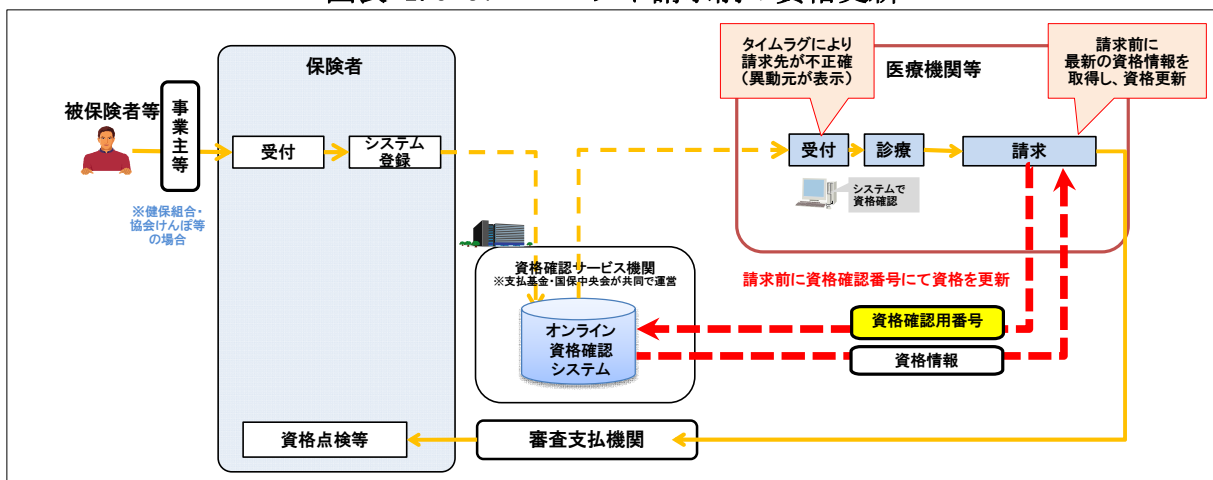 保険者
被保険者等
事業主等
受付
システム
登録
※健保組合・
協会けんぽ等
の場合
タイムラグにより
請求先が不正確
（異動元が表示）
医療機関等
請求前に
最新の資格情報を
取得し、資格更新
受付
診療
請求
システムで
資格確認
資格確認サービス機関
※支払基金・国保中央会が共同で運営
オンライン
資格確認
システム
請求前に資格確認番号にて資格を更新
資格確認用番号
資格情報
資格点検等
審査支払機関